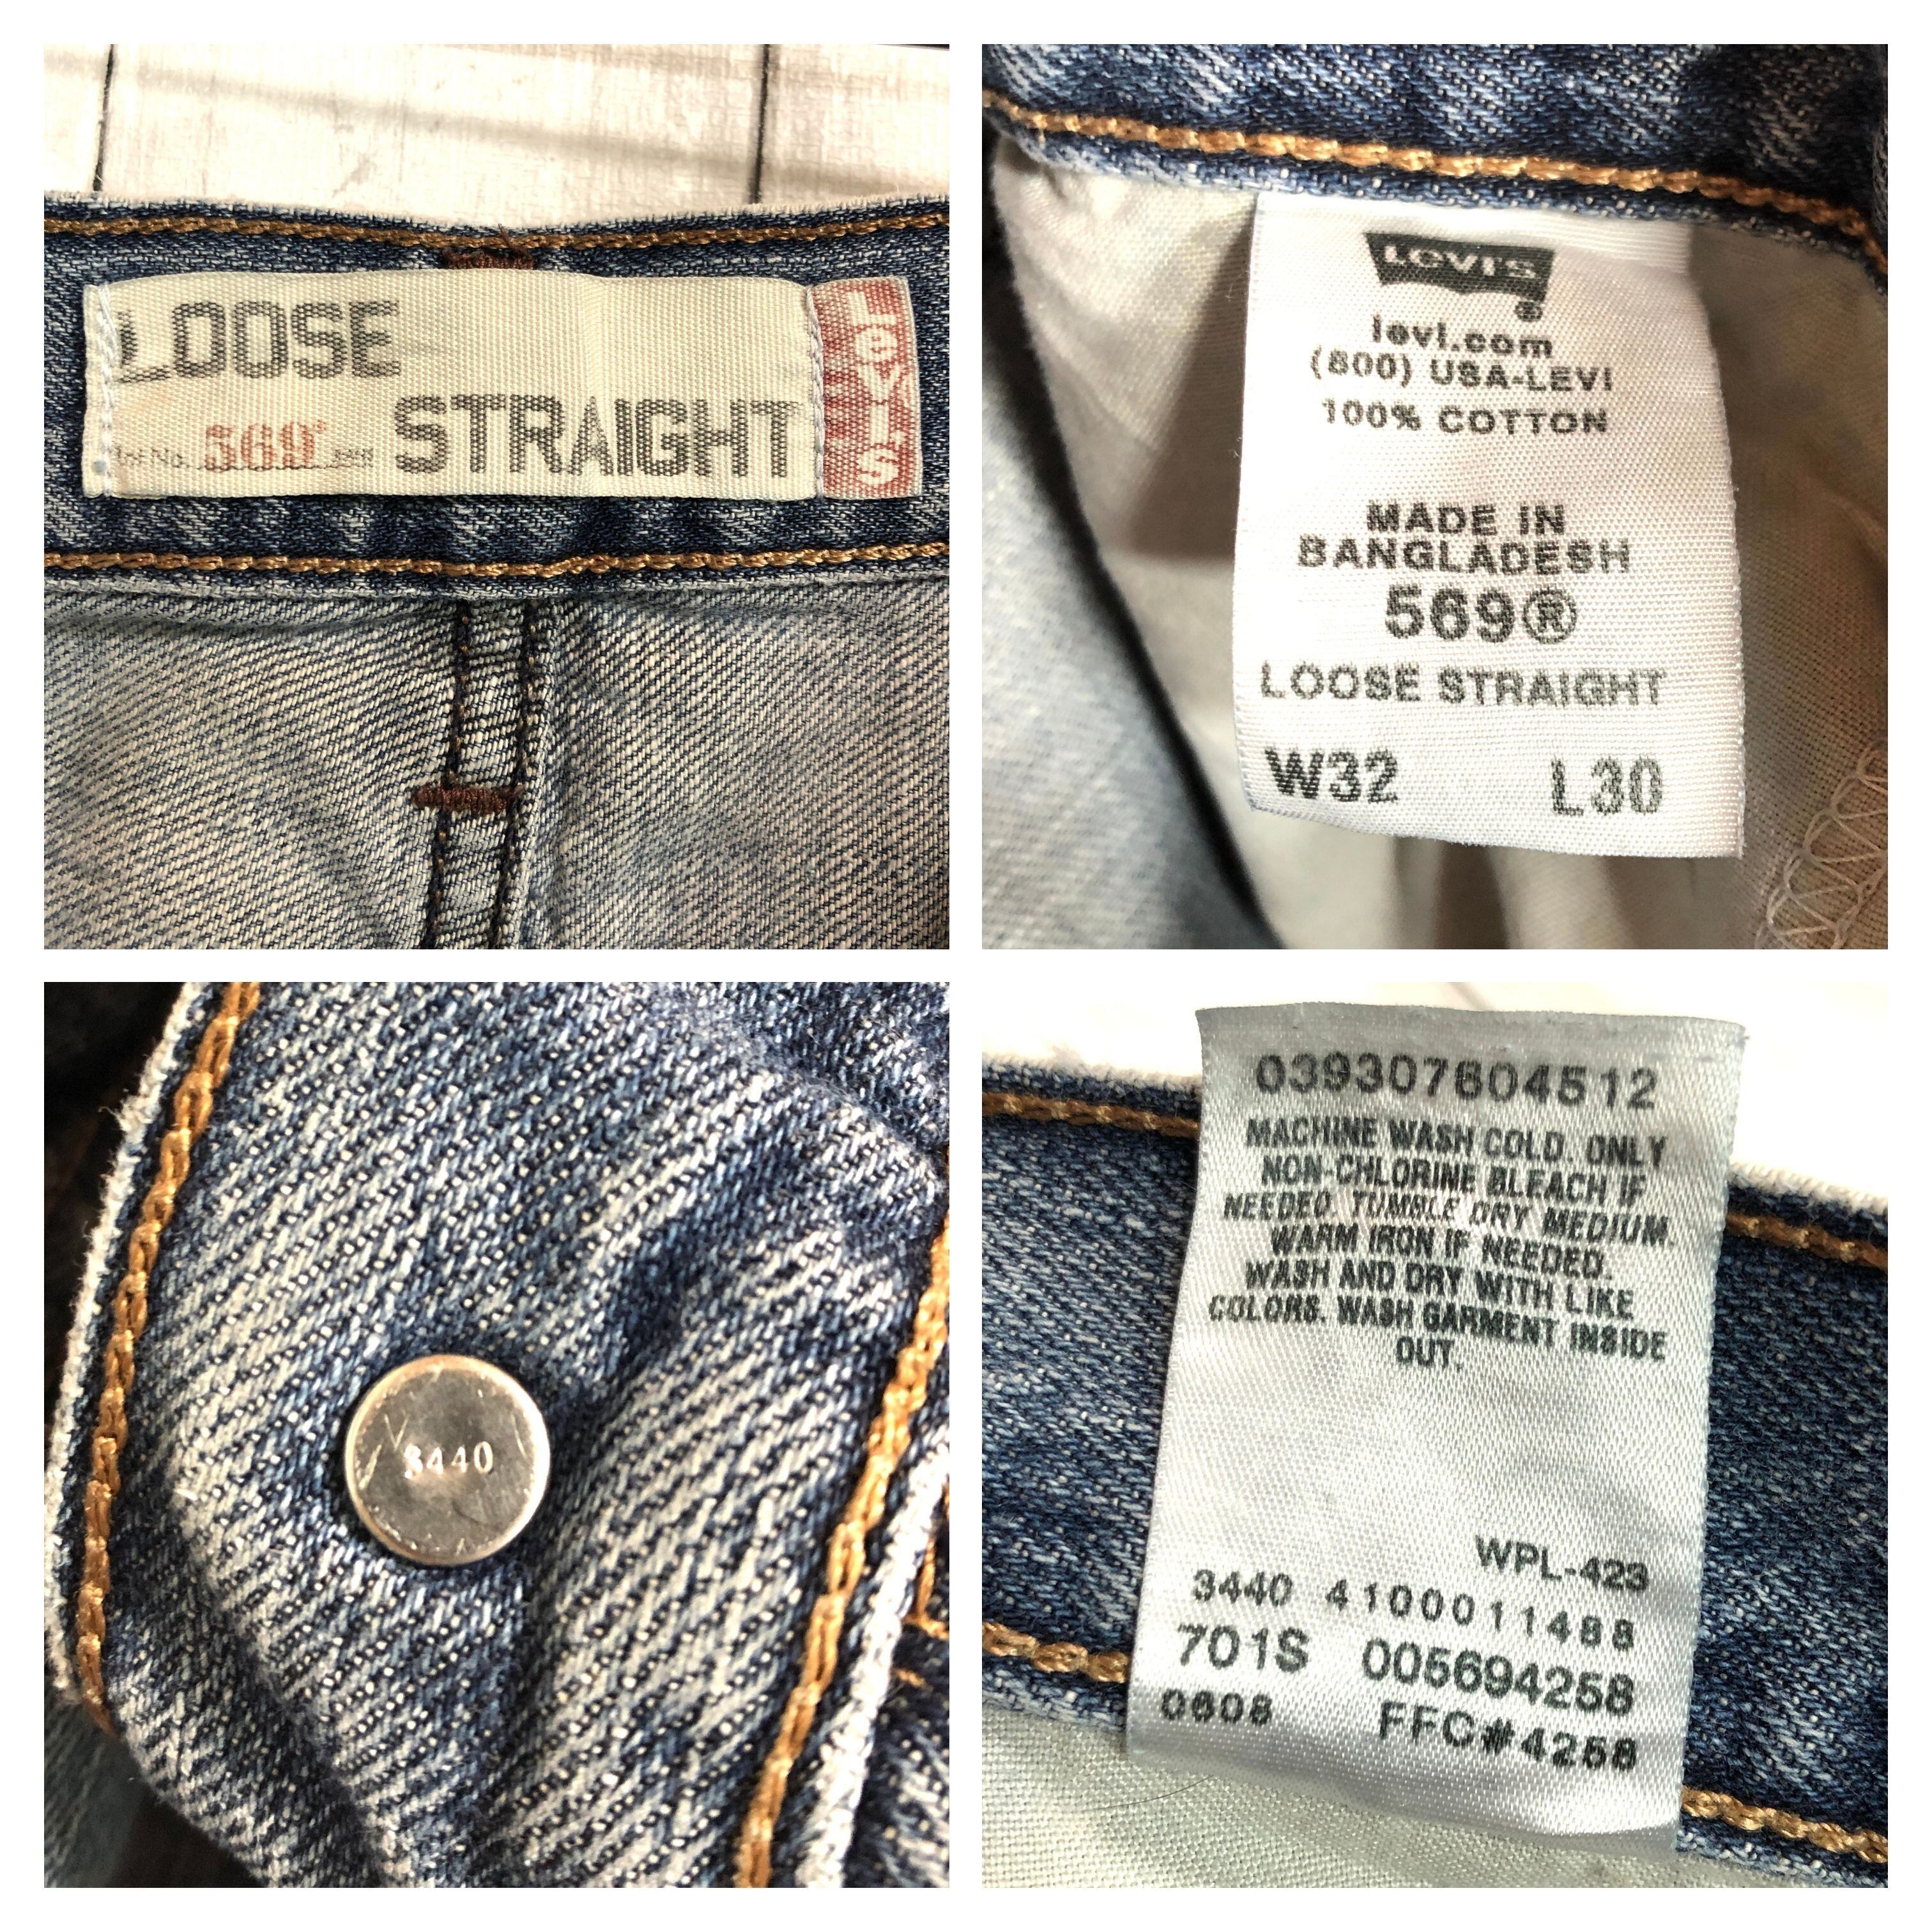 LOOSE
STRAIGHT
569®
Levi's
LEVI'S
®
levi.com
(800) USA-LEVI
100% COTTON
MADE IN
BANGLADESH
569®
LOOSE STRAIGHT
W32 L30
3440
039307604512
MACHINE WASH COLD. ONLY
NON-CHLORINE BLEACH IF
NEEDED. TUMBLE DRY MEDIUM.
WARM IRON IF NEEDED.
WASH AND DRY WITH LIKE
COLORS. WASH GARMENT INSIDE
OUT.
WPL-423
3440 4100011488
701S 005694258
0608 FFC#4258